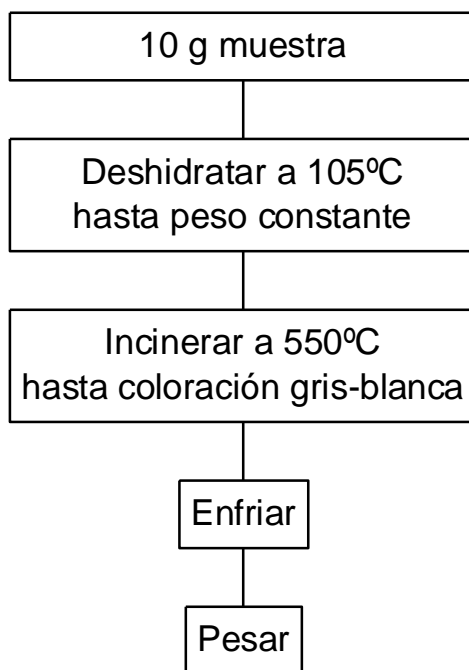 10 g muestra
Deshidratar a 105ºC
hasta peso constante
Incinerar a 550ºC
hasta coloración gris-blanca
Enfriar
Pesar